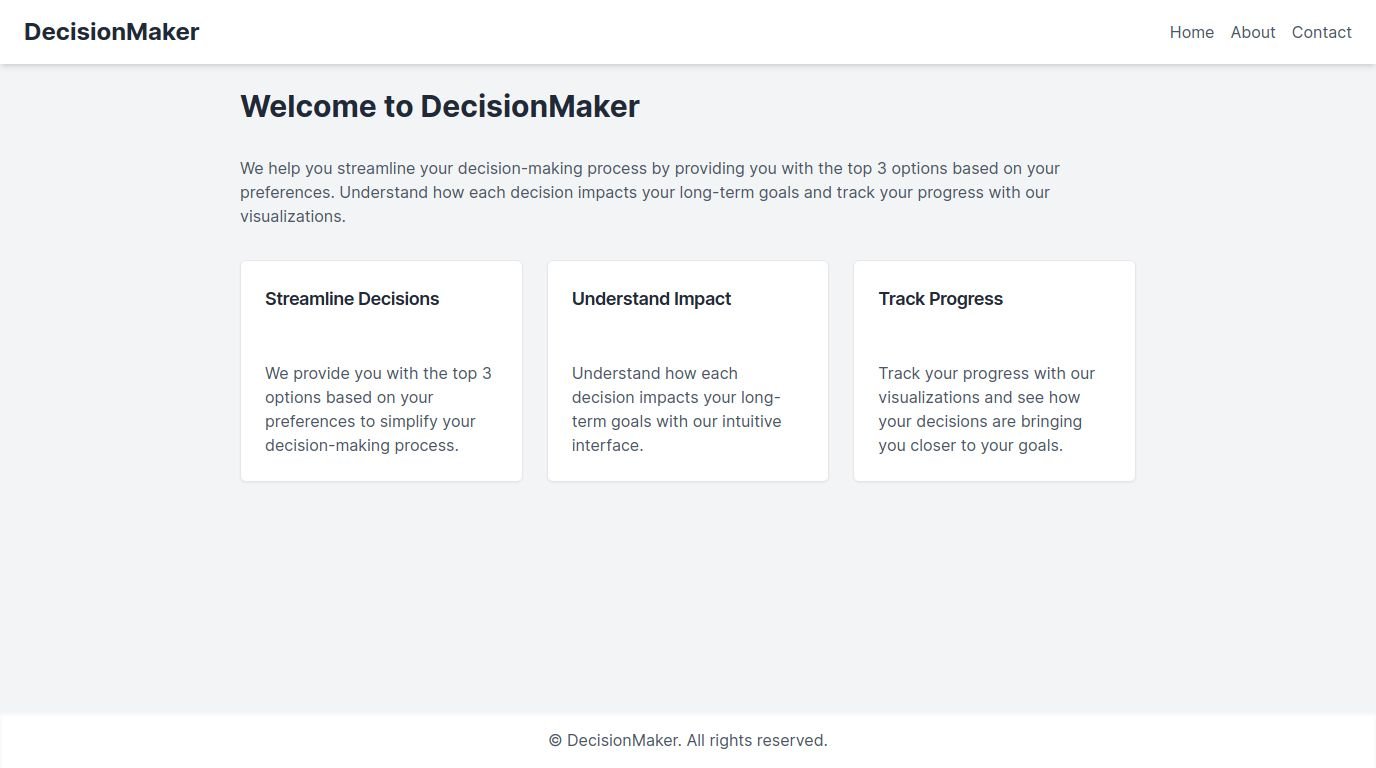 DecisionMaker
Home About Contact
Welcome to DecisionMaker
We help you streamline your decision-making process by providing you with the top 3 options based on your
preferences. Understand how each decision impacts your long-term goals and track your progress with our
visualizations.
Streamline Decisions
We provide you with the top 3
options based on your
preferences to simplify your
decision-making process.
Understand Impact
Understand how each
decision impacts your long-
term goals with our intuitive
interface.
Track Progress
Track your progress with our
visualizations and see how
your decisions are bringing
you closer to your goals.
© DecisionMaker. All rights reserved.